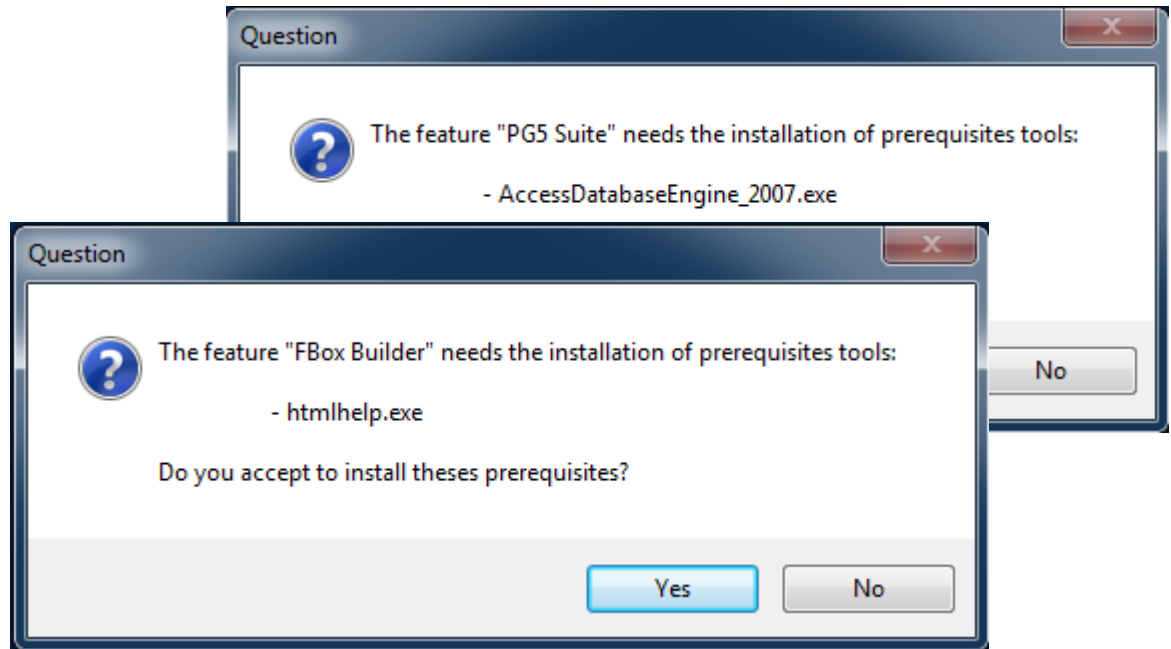 Question
The feature "PG5 Suite" needs the installation of prerequisites tools:
- AccessDatabaseEngine_2007.exe
No
Question
The feature "FBox Builder" needs the installation of prerequisites tools:
- htmlhelp.exe
Do you accept to install theses prerequisites?
Yes No